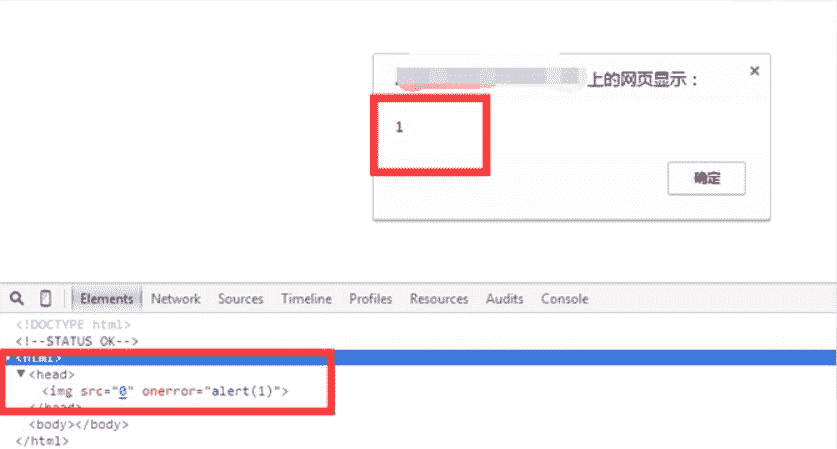 上的网页显示：
×
1
确定
Elements Network Sources Timeline Profiles Resources Audits Console
<!DOCTYPE html>
<!--STATUS OK-->
<html>
▼<head>
<img src="0" onerror="alert(1)">
</head>
<body></body>
</html>